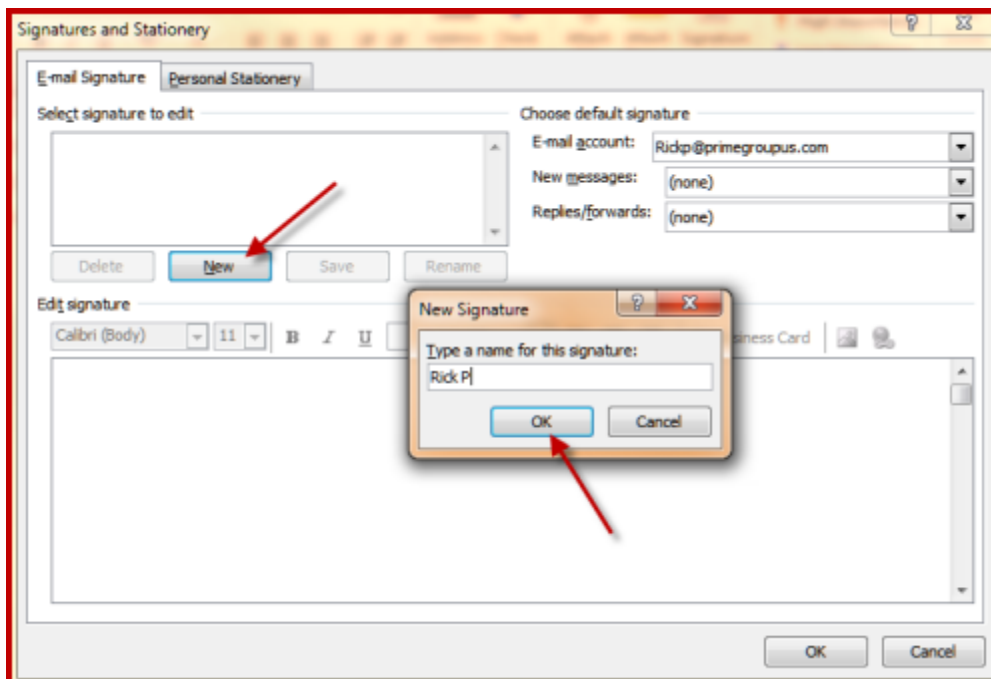 Signatures and Stationery
E-mail Signature Personal Stationery
Select signature to edit
Choose default signature
E-mail account: Rickp@primegroupus.com
New messages: (none)
Replies/forwards: (none)
Delete New Save Rename
Edit signature
Calibri (Body) 11 B I U Card
New Signature
Type a name for this signature:
Rick P
OK Cancel
OK Cancel